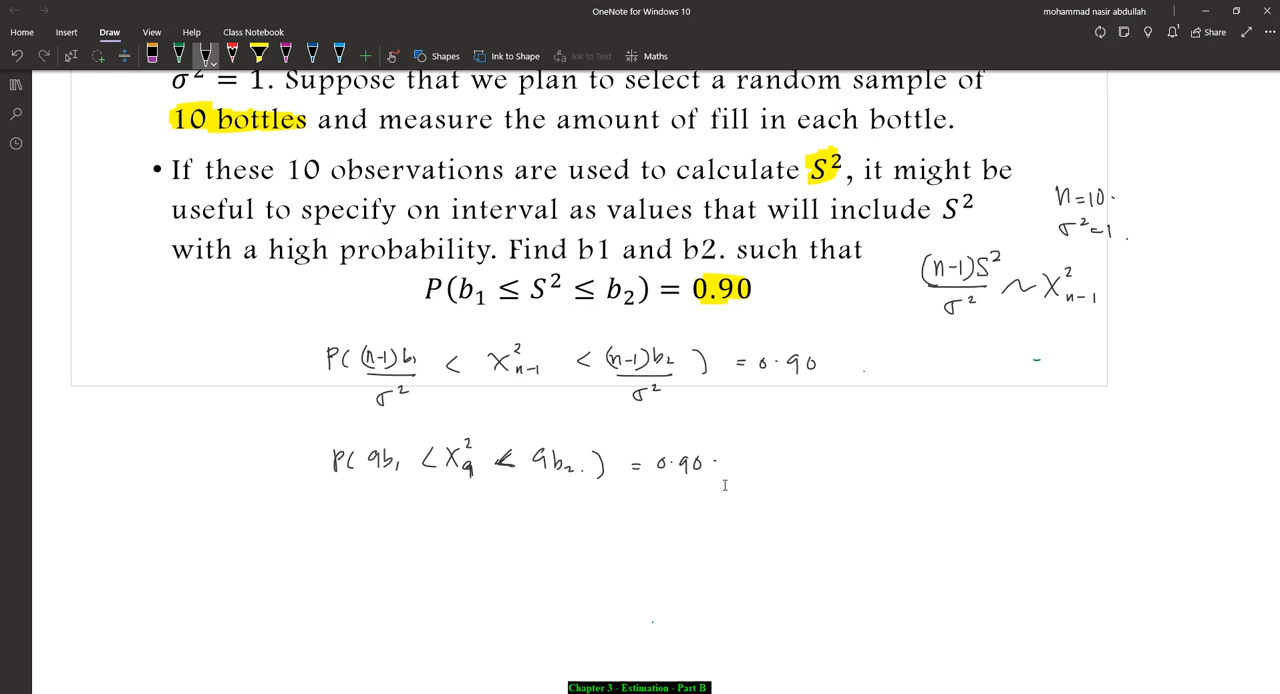 OneNote for Windows 10
mohammad nasir abdullah
Home Insert Draw View Help Class Notebook
Shapes Ink to Shape Ink to Text Maths
Share
σ² = 1. Suppose that we plan to select a random sample of
10 bottles and measure the amount of fill in each bottle.
• If these 10 observations are used to calculate S², it might be
useful to specify on interval as values that will include S²
with a high probability. Find b1 and b2. such that
P(b₁ ≤ S² ≤ b₂) = 0.90
n=10.
σ²=1.
(n-1)S²/σ² ~ X²ₙ₋₁
P( (n-1)b₁/σ² < X²ₙ₋₁ < (n-1)b₂/σ² ) = 0.90
P( 9b₁ < X²₉ < 9b₂. ) = 0.90.
Chapter 3 - Estimation - Part B